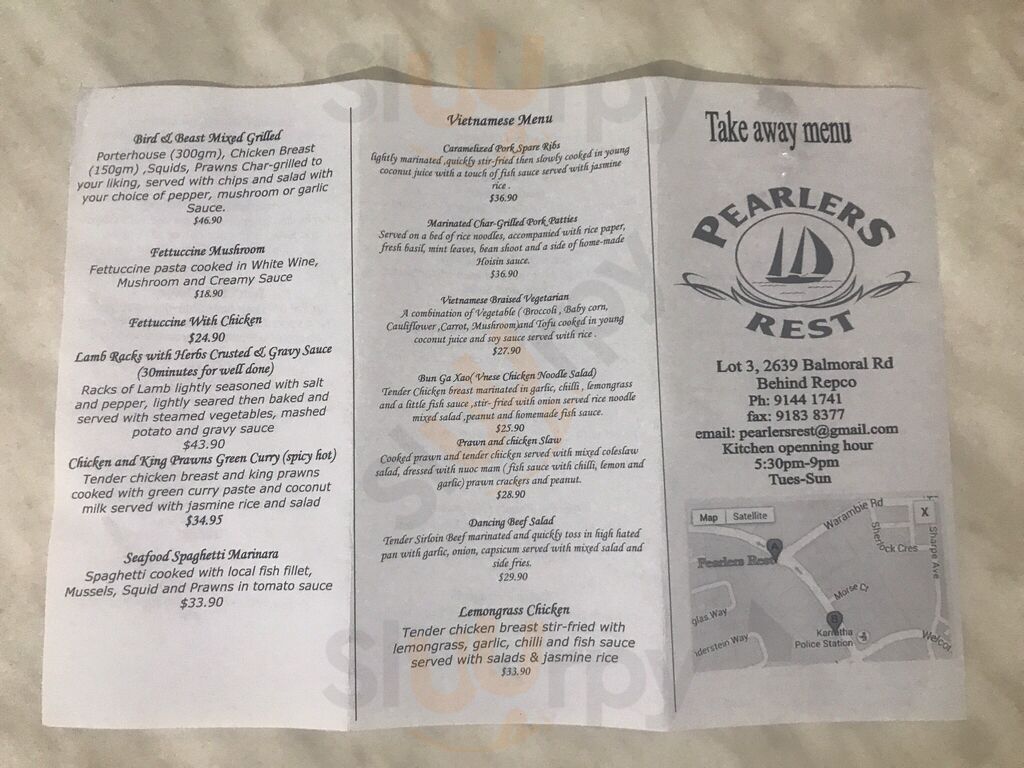 Bird & Beast Mixed Grilled
Porterhouse (300gm), Chicken Breast
(150gm) ,Squids, Prawns Char-grilled to
your liking, served with chips and salad with
your choice of pepper, mushroom or garlic
Sauce.
$46.90
Fettuccine Mushroom
Fettuccine pasta cooked in White Wine,
Mushroom and Creamy Sauce
$18.90
Fettuccine With Chicken
$24.90
Lamb Racks with Herbs Crusted & Gravy Sauce
(30minutes for well done)
Racks of Lamb lightly seasoned with salt
and pepper, lightly seared then baked and
served with steamed vegetables, mashed
potato and gravy sauce
$43.90
Chicken and King Prawns Green Curry (spicy hot)
Tender chicken breast and king prawns
cooked with green curry paste and coconut
milk served with jasmine rice and salad
$34.95
Seafood Spaghetti Marinara
Spaghetti cooked with local fish fillet,
Mussels, Squid and Prawns in tomato sauce
$33.90
Vietnamese Menu
Caramelized Pork Spare Ribs
lightly marinated ,quickly stir-fried then slowly cooked in young
coconut juice with a touch of fish sauce served with jasmine
rice .
$36.90
Marinated Char-Grilled Pork Patties
Served on a bed of rice noodles, accompanied with rice paper,
fresh basil, mint leaves, bean shoot and a side of home-made
Hoisin sauce.
$36.90
Vietnamese Braised Vegetarian
A combination of Vegetable ( Broccoli , Baby corn,
Cauliflower ,Carrot, Mushroom)and Tofu cooked in young
coconut juice and soy sauce served with rice .
$27.90
Bun Ga Xao( Vnese Chicken Noodle Salad)
Tender Chicken breast marinated in garlic, chilli , lemongrass
and a little fish sauce ,stir- fried with onion served rice noodle
mixed salad ,peanut and homemade fish sauce.
$25.90
Prawn and chicken Slaw
Cooked prawn and tender chicken served with mixed coleslaw
salad, dressed with nuoc mam ( fish sauce with chilli, lemon and
garlic) prawn crackers and peanut.
$28.90
Dancing Beef Salad
Tender Sirloin Beef marinated and quickly toss in high hated
pan with garlic, onion, capsicum served with mixed salad and
side fries.
$29.90
Lemongrass Chicken
Tender chicken breast stir-fried with
lemongrass, garlic, chilli and fish sauce
served with salads & jasmine rice
$33.90
Take away menu
PEARLERS
REST
Lot 3, 2639 Balmoral Rd
Behind Repco
Ph: 9144 1741
fax: 9183 8377
email: pearlersrest@gmail.com
Kitchen opening hour
5:30pm-9pm
Tues-Sun
Map Satellite
X
Warambie Rd
Sherlock Cres
Sharpe Ave
A
Pearlers Rest
Morse Ct
glas Way
B
Karratha
Police Station
nderstein Way
Welcot
Sluurpy
Sluurpy
Sluurpy